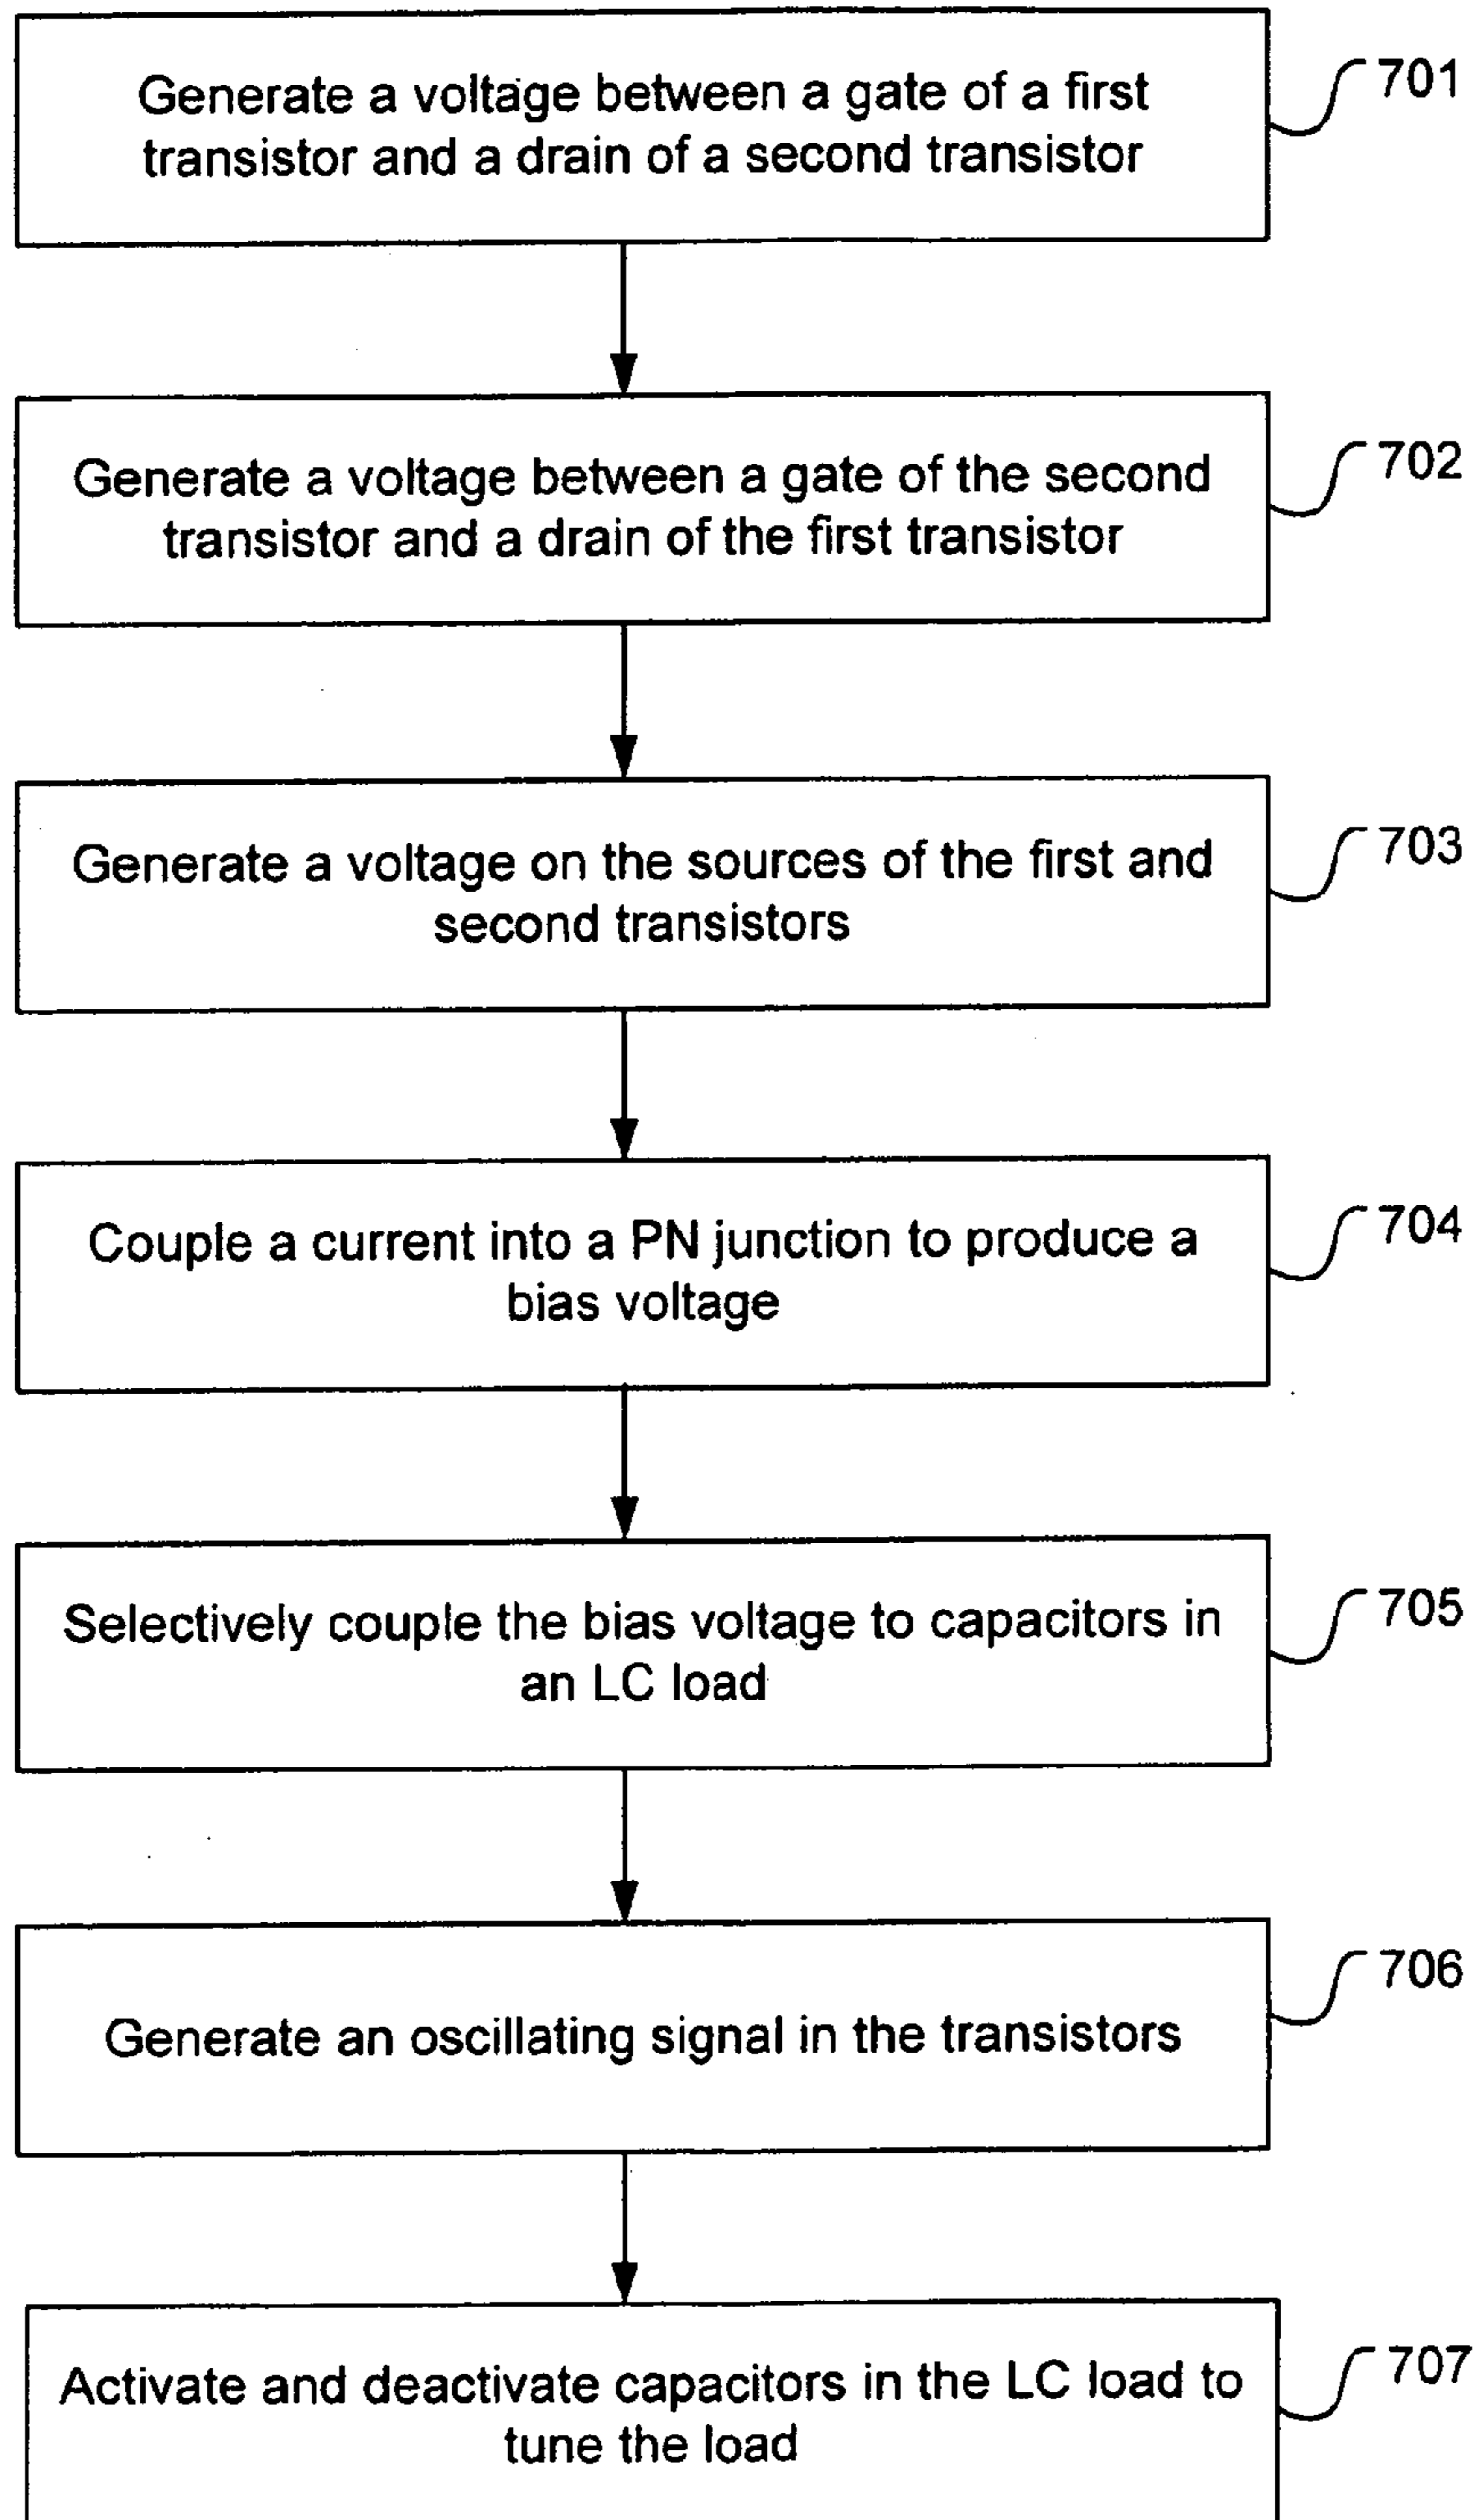 Generate a voltage between a gate of a first
transistor and a drain of a second transistor
701
Generate a voltage between a gate of the second
transistor and a drain of the first transistor
702
Generate a voltage on the sources of the first and
second transistors
703
Couple a current into a PN junction to produce a
bias voltage
704
Selectively couple the bias voltage to capacitors in
an LC load
705
Generate an oscillating signal in the transistors
706
Activate and deactivate capacitors in the LC load to
tune the load
707